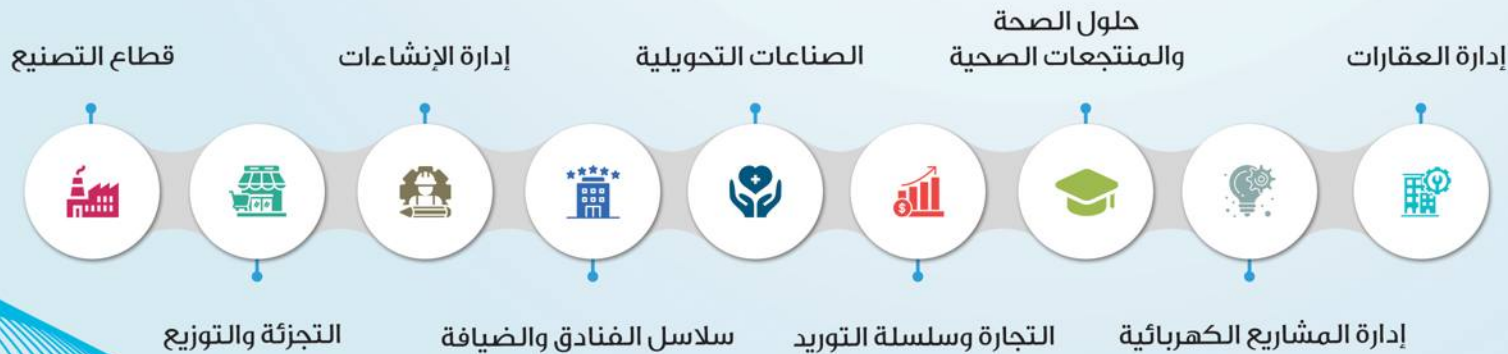 حلول الصحة
والمنتجعات الصحية
إدارة العقارات
الصناعات التحويلية
إدارة الإنشاءات
قطاع التصنيع
إدارة المشاريع الكهربائية
التجارة وسلسلة التوريد
سلاسل الفنادق والضيافة
التجزئة والتوزيع